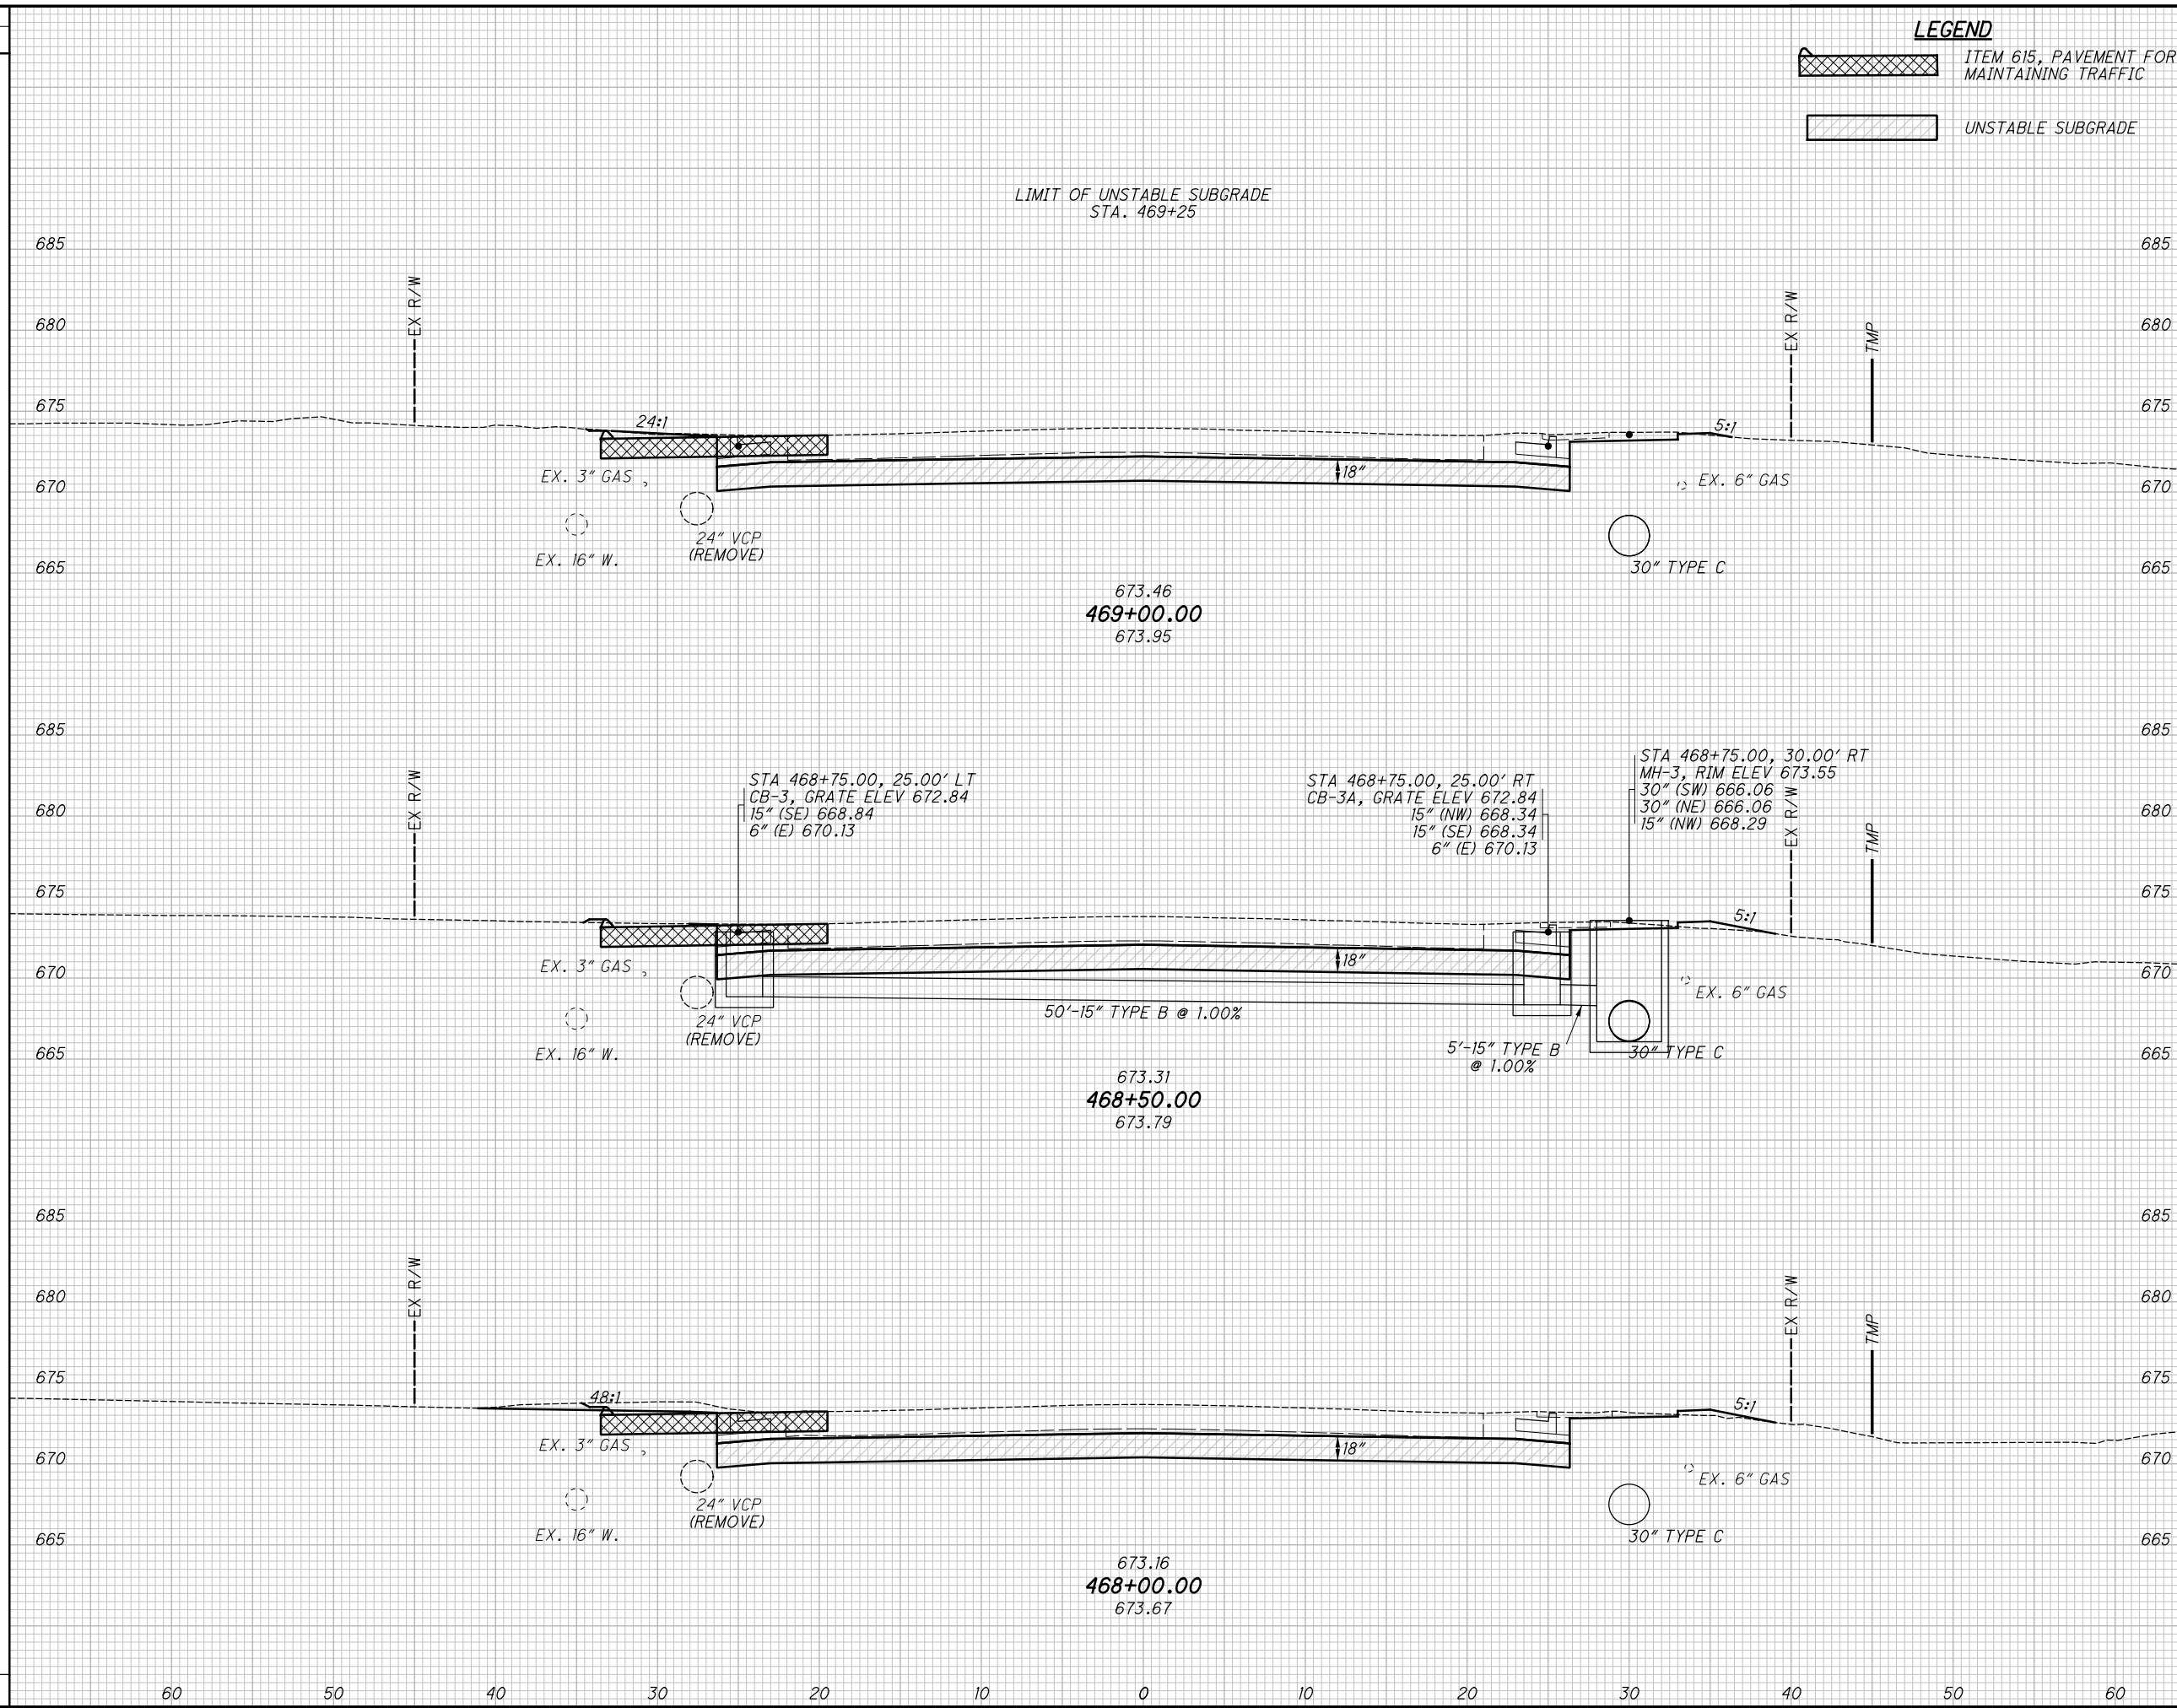 LEGEND
ITEM 615, PAVEMENT FOR
MAINTAINING TRAFFIC
UNSTABLE SUBGRADE
LIMIT OF UNSTABLE SUBGRADE
STA. 469+25
685
685
EX R/W
EX R/W
TMP
680
680
675
675
24:1
5:1
EX. 3" GAS
18"
EX. 6" GAS
670
670
24" VCP
(REMOVE)
EX. 16" W.
30" TYPE C
665
665
673.46
469+00.00
673.95
685
685
EX R/W
STA 468+75.00, 25.00' LT
CB-3, GRATE ELEV 672.84
15" (SE) 668.84
6" (E) 670.13
STA 468+75.00, 25.00' RT
CB-3A, GRATE ELEV 672.84
15" (NW) 668.34
15" (SE) 668.34
6" (E) 670.13
STA 468+75.00, 30.00' RT
MH-3, RIM ELEV 673.55
30" (SW) 666.06
30" (NE) 666.06
15" (NW) 668.29
EX R/W
TMP
680
680
675
675
5:1
EX. 3" GAS
18"
EX. 6" GAS
670
670
24" VCP
(REMOVE)
50'-15" TYPE B @ 1.00%
5'-15" TYPE B
@ 1.00%
EX. 16" W.
30" TYPE C
665
665
673.31
468+50.00
673.79
685
685
EX R/W
EX R/W
TMP
680
680
675
675
48:1
5:1
EX. 3" GAS
18"
EX. 6" GAS
670
670
24" VCP
(REMOVE)
EX. 16" W.
30" TYPE C
665
665
673.16
468+00.00
673.67
60 50 40 30 20 10 0 10 20 30 40 50 60